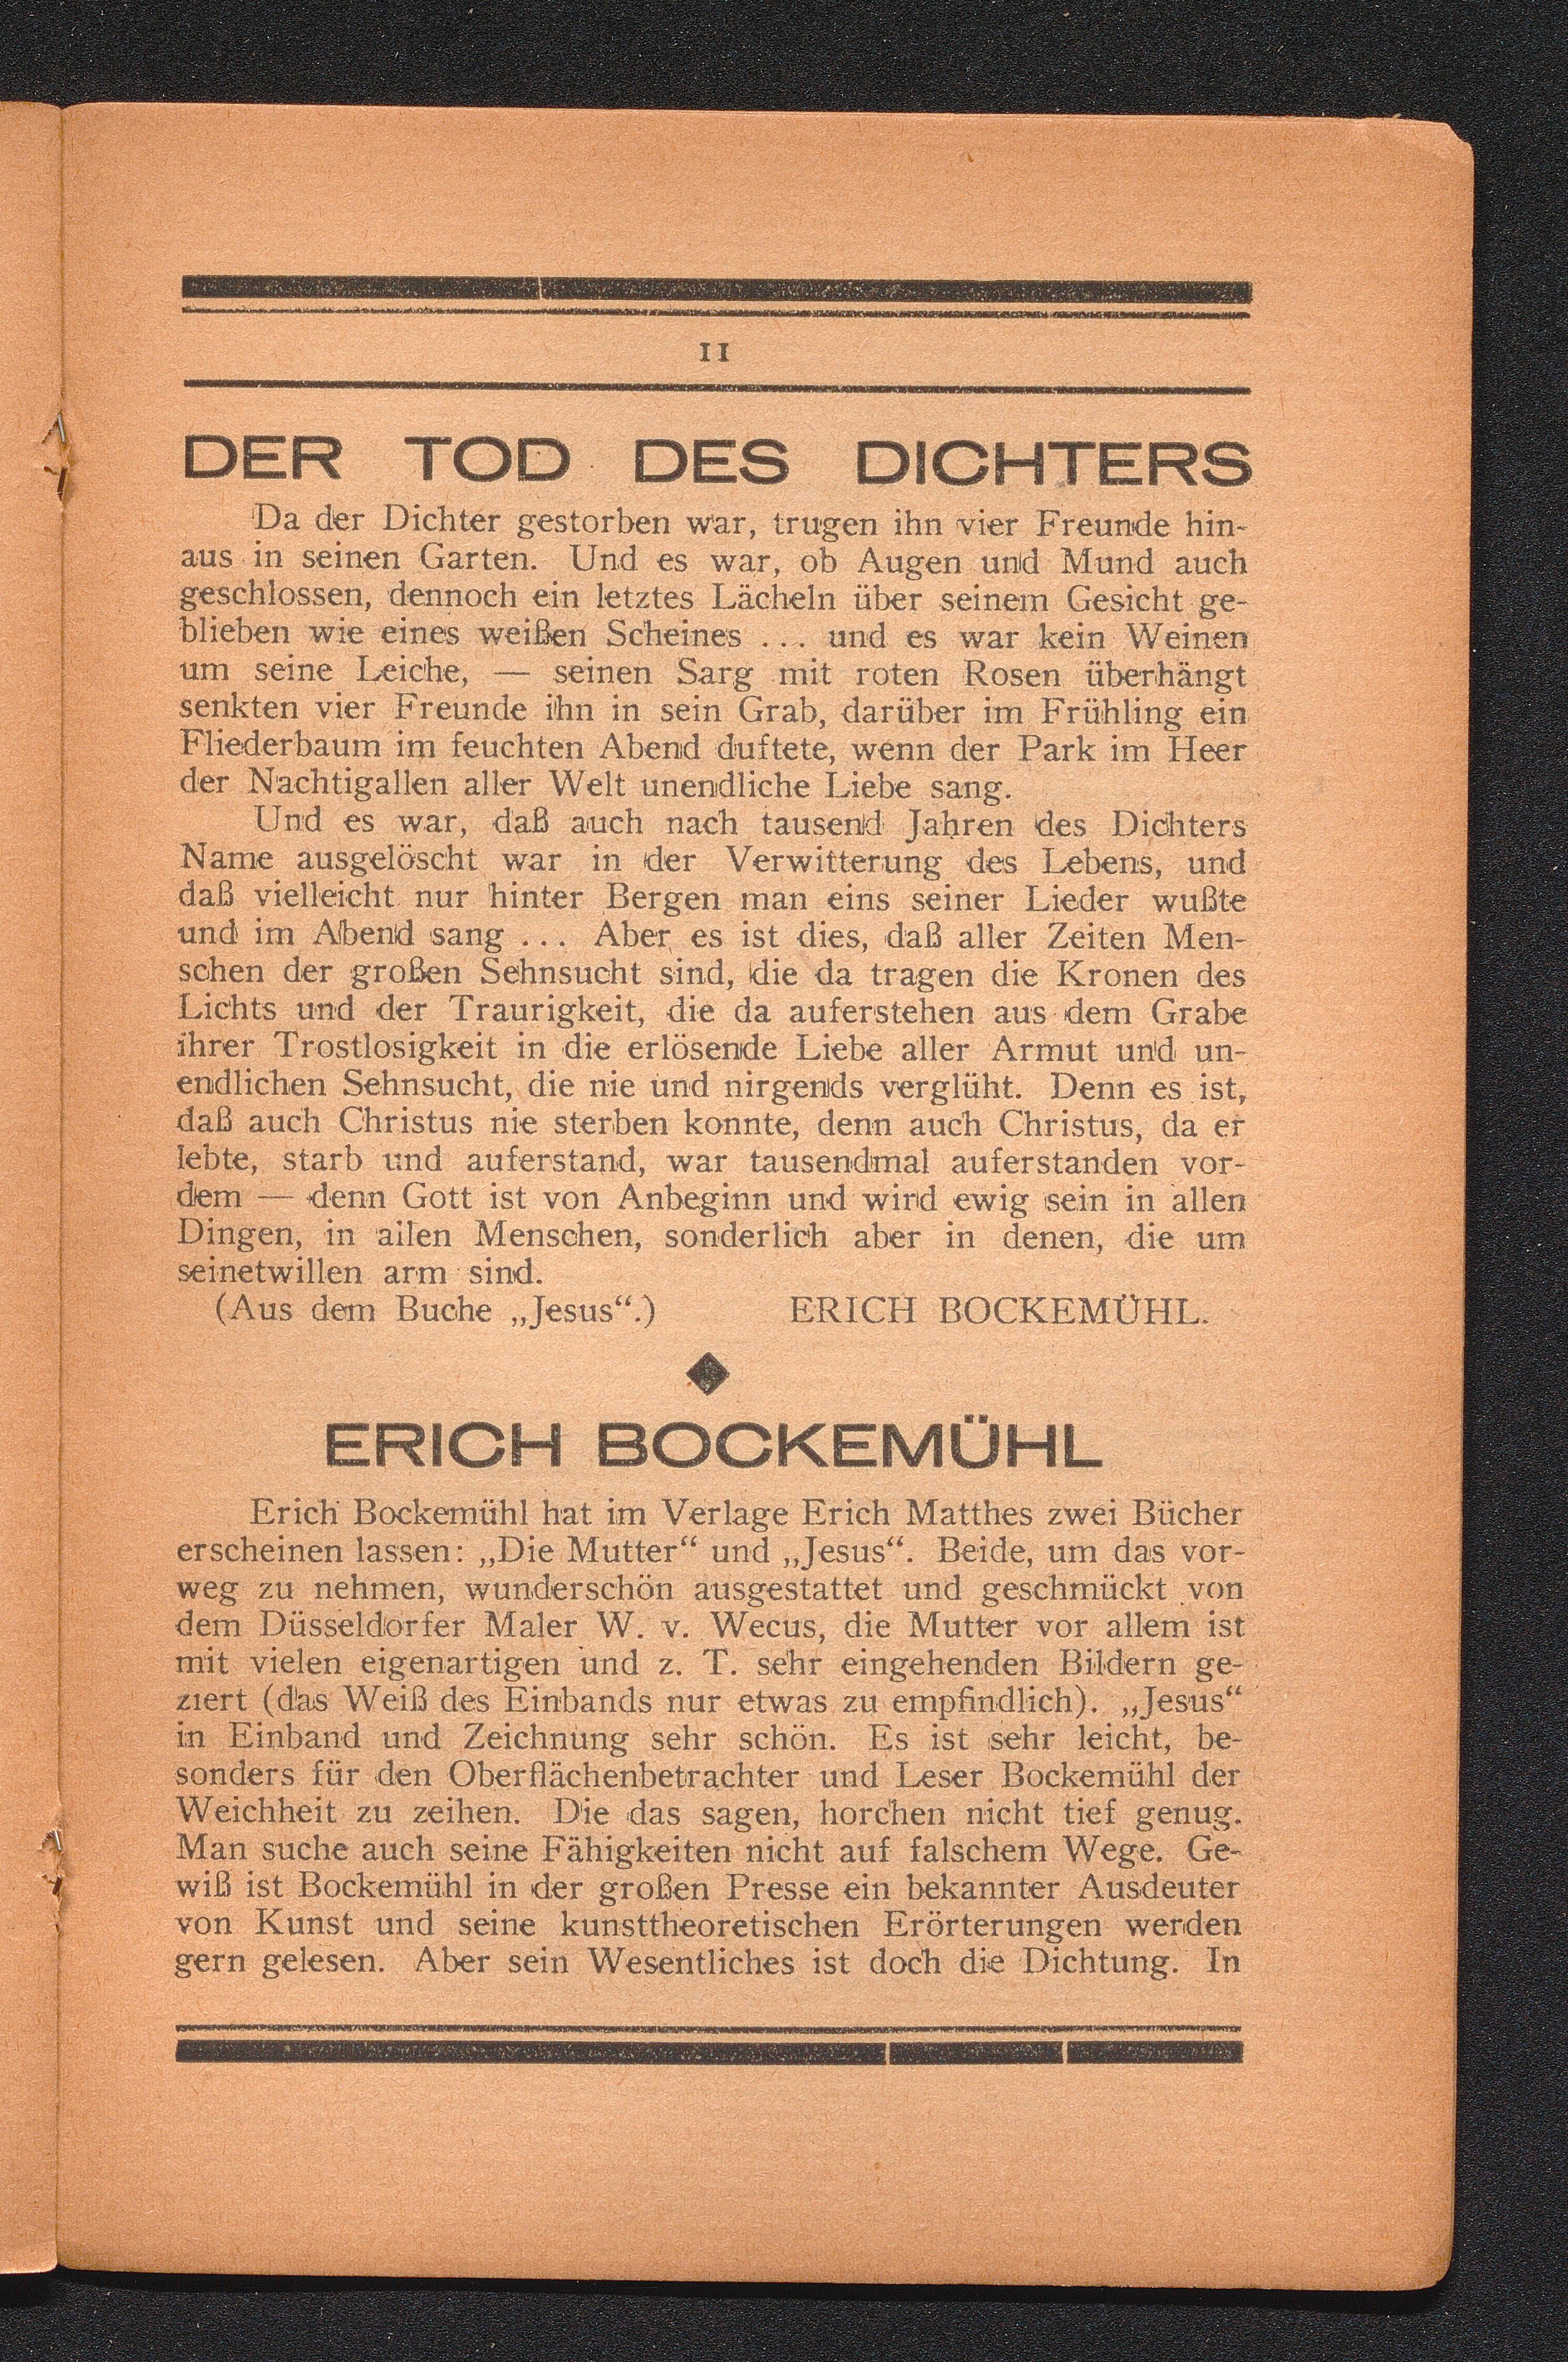 11
DER TOD DES DICHTERS
Da der Dichter gestorben war, trugen ihn vier Freunde hin-
aus in seinen Garten. Und es war, ob Augen und Mund auch
geschlossen, dennoch ein letztes Lächeln über seinem Gesicht ge-
blieben wie eines weißen Scheines ... und es war kein Weinen
um seine Leiche, — seinen Sarg mit roten Rosen überhängt
senkten vier Freunde ihn in sein Grab, darüber im Frühling ein
Fliederbaum im feuchten Abend duftete, wenn der Park im Heer
der Nachtigallen aller Welt unendliche Liebe sang.
Und es war, daß auch nach tausend Jahren des Dichters
Name ausgelöscht war in der Verwitterung des Lebens, und
daß vielleicht nur hinter Bergen man eins seiner Lieder wußte
und im Abend sang ... Aber es ist dies, daß aller Zeiten Men-
schen der großen Sehnsucht sind, die da tragen die Kronen des
Lichts und der Traurigkeit, die da auferstehen aus dem Grabe
ihrer Trostlosigkeit in die erlösende Liebe aller Armut und un-
endlichen Sehnsucht, die nie und nirgends verglüht. Denn es ist,
daß auch Christus nie sterben konnte, denn auch Christus, da er
lebte, starb und auferstand, war tausendmal auferstanden vor-
dem — denn Gott ist von Anbeginn und wird ewig sein in allen
Dingen, in allen Menschen, sonderlich aber in denen, die um
seinetwillen arm sind.
(Aus dem Buche „Jesus“.) ERICH BOCKEMÜHL.
ERICH BOCKEMÜHL
Erich Bockemühl hat im Verlage Erich Matthes zwei Bücher
erscheinen lassen: „Die Mutter“ und „Jesus“. Beide, um das vor-
weg zu nehmen, wunderschön ausgestattet und geschmückt von
dem Düsseldorfer Maler W. v. Wecus, die Mutter vor allem ist
mit vielen eigenartigen und z. T. sehr eingehenden Bildern ge-
ziert (das Weiß des Einbands nur etwas zu empfindlich). „Jesus“
in Einband und Zeichnung sehr schön. Es ist sehr leicht, be-
sonders für den Oberflächenbetrachter und Leser Bockemühl der
Weichheit zu zeihen. Die das sagen, horchen nicht tief genug.
Man suche auch seine Fähigkeiten nicht auf falschem Wege. Ge-
wiß ist Bockemühl in der großen Presse ein bekannter Ausdeuter
von Kunst und seine kunsttheoretischen Erörterungen werden
gern gelesen. Aber sein Wesentliches ist doch die Dichtung. In